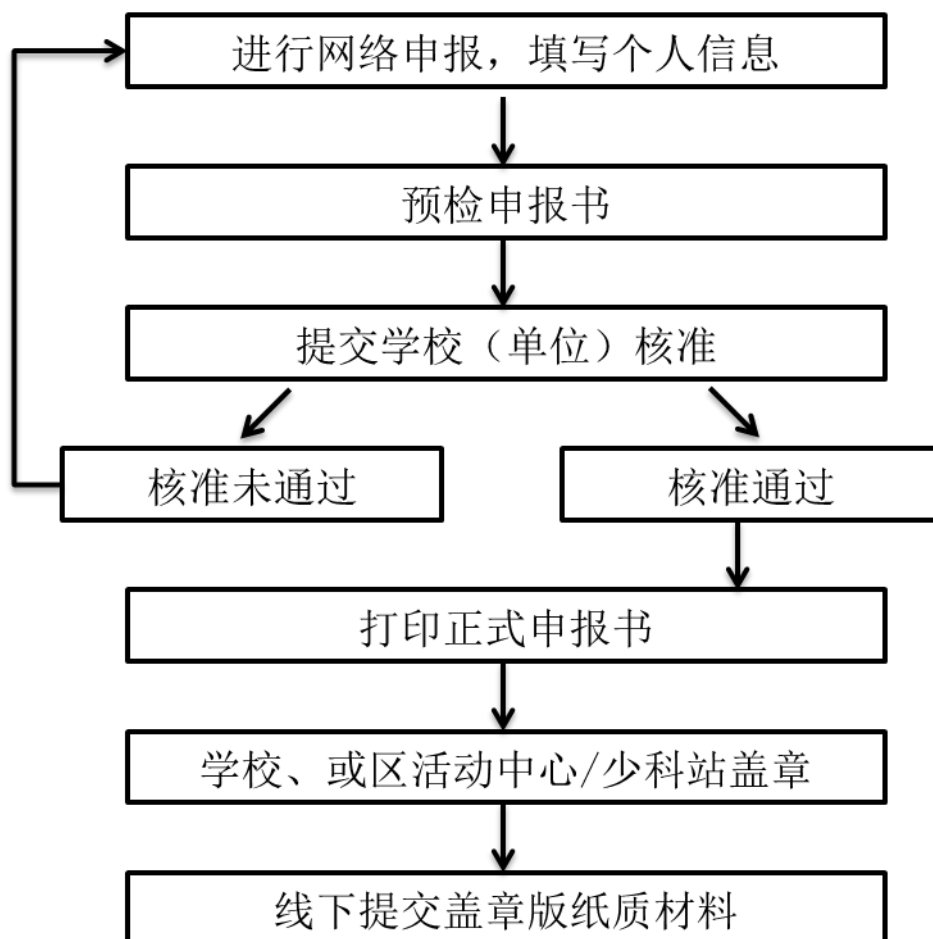 进行网络申报，填写个人信息
预检申报书
提交学校（单位）核准
核准未通过
核准通过
打印正式申报书
学校、或区活动中心/少科站盖章
线下提交盖章版纸质材料